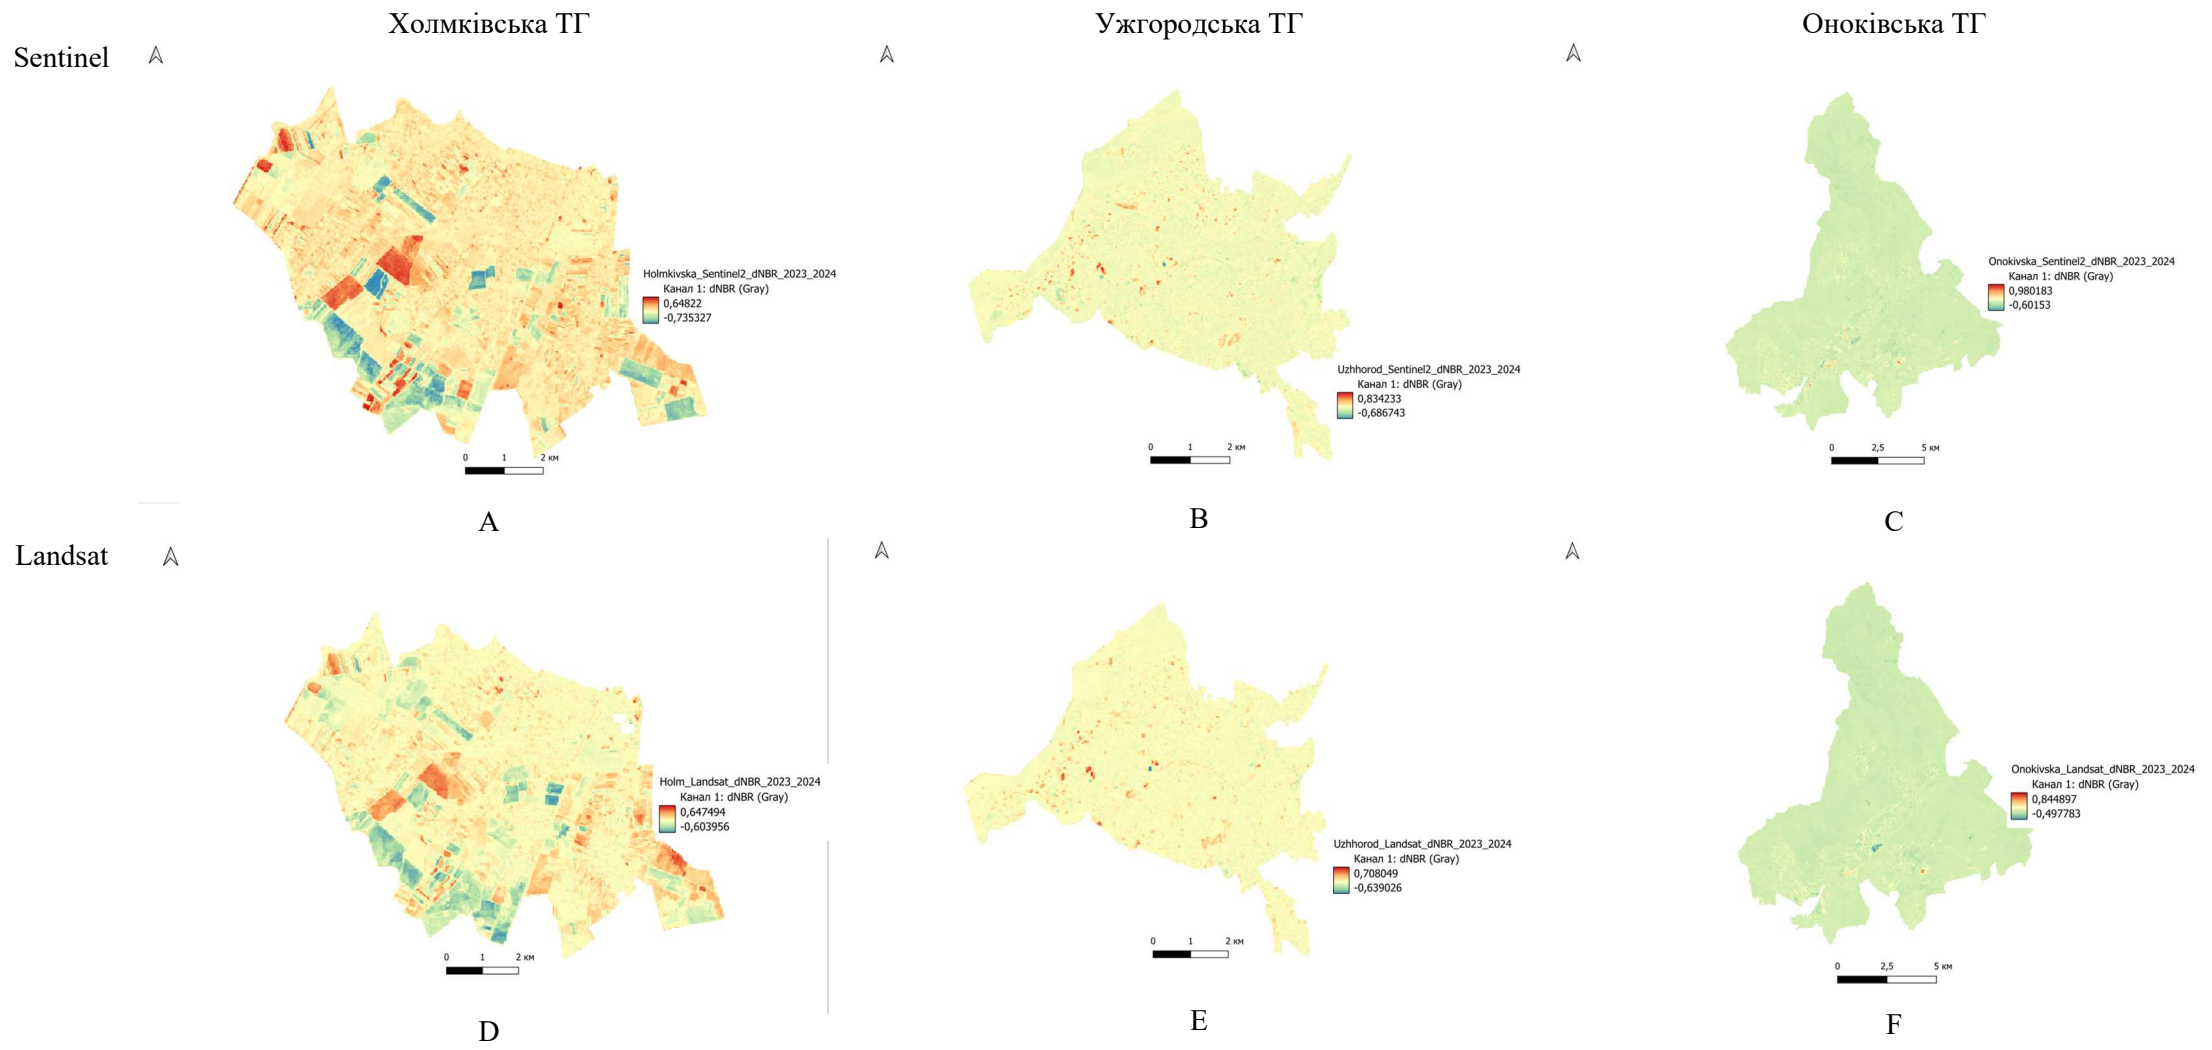 Холмківська ТГ
Ужгородська ТГ
Оноківська ТГ
Sentinel
Holmkivska_Sentinel2_dNBR_2023_2024
Канал 1: dNBR (Gray)
0,64822
-0,735327
0 1 2 км
A
Uzhhorod_Sentinel2_dNBR_2023_2024
Канал 1: dNBR (Gray)
0,834233
-0,686743
0 1 2 км
B
Onokivska_Sentinel2_dNBR_2023_2024
Канал 1: dNBR (Gray)
0,980183
-0,60153
0 2,5 5 км
C
Landsat
Holm_Landsat_dNBR_2023_2024
Канал 1: dNBR (Gray)
0,647494
-0,603956
0 1 2 км
D
Uzhhorod_Landsat_dNBR_2023_2024
Канал 1: dNBR (Gray)
0,708049
-0,639026
0 1 2 км
E
Onokivska_Landsat_dNBR_2023_2024
Канал 1: dNBR (Gray)
0,844897
-0,497783
0 2,5 5 км
F